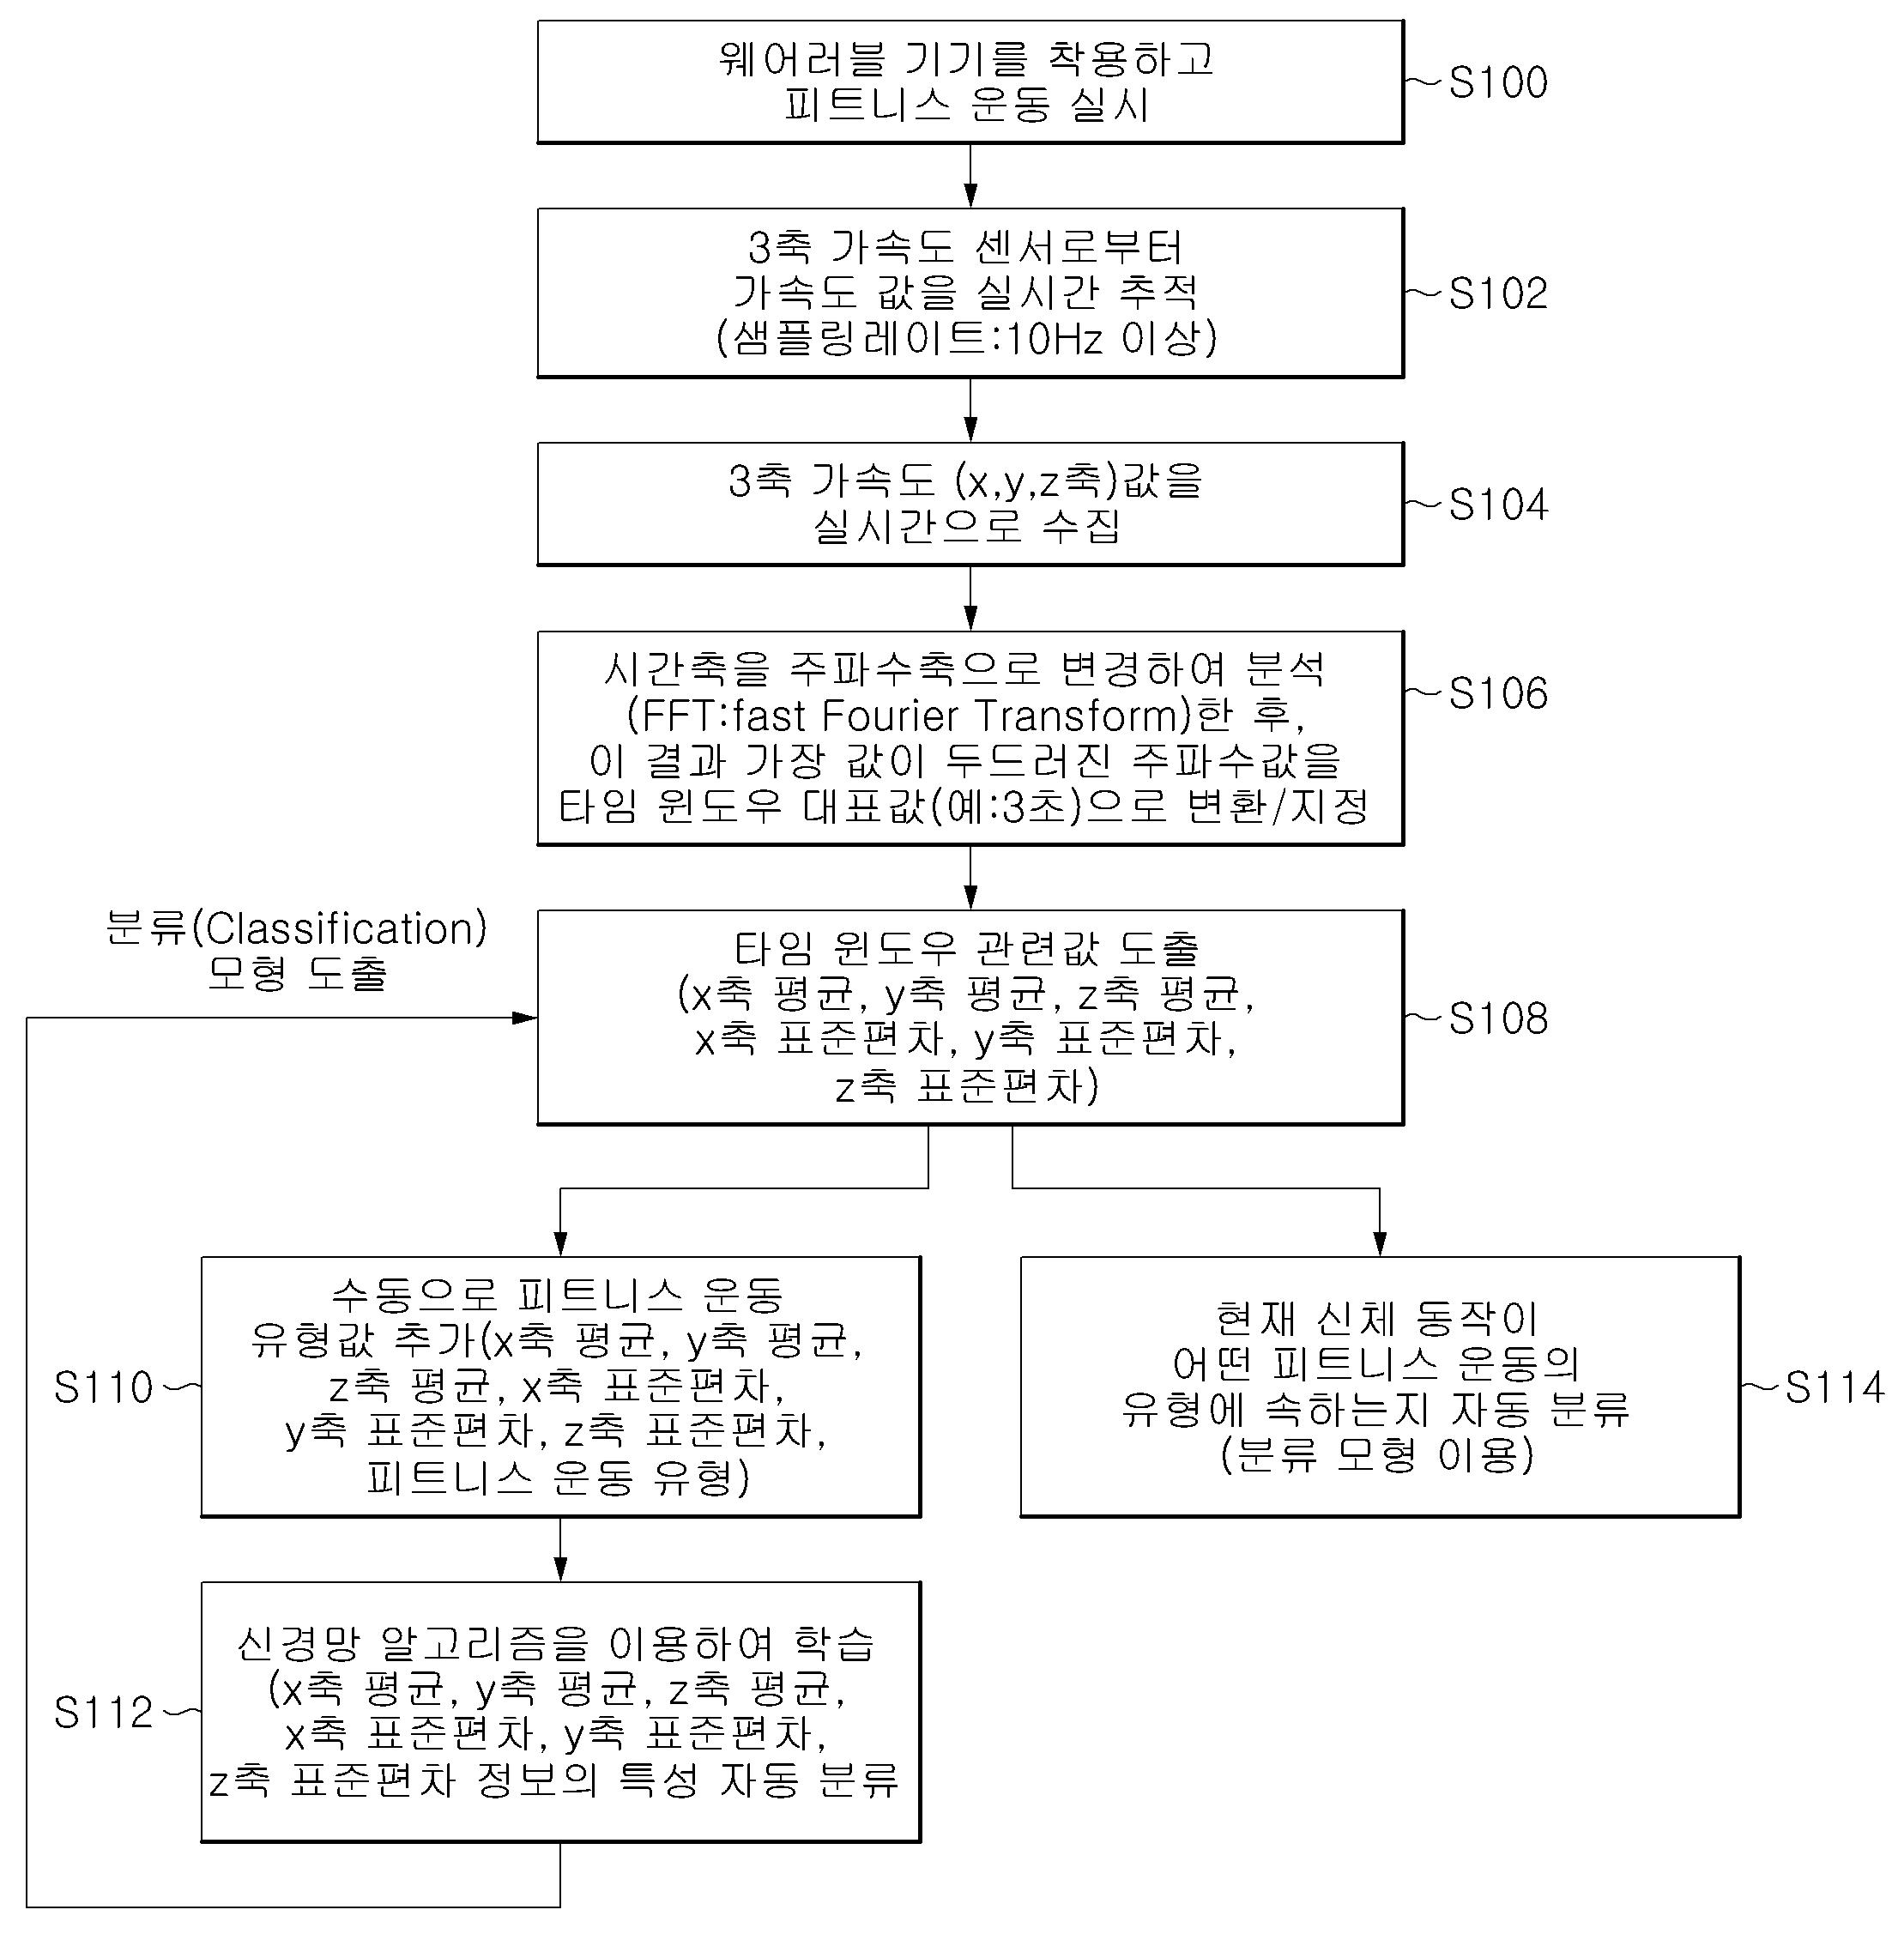 웨어러블 기기를 착용하고
피트니스 운동 실시
S100
3축 가속도 센서로부터
가속도 값을 실시간 추적
(샘플링레이트:10Hz 이상)
S102
3축 가속도 (x,y,z축)값을
실시간으로 수집
S104
시간축을 주파수축으로 변경하여 분석
(FFT:fast Fourier Transform)한 후,
이 결과 가장 값이 두드러진 주파수값을
타임 윈도우 대표값(예:3초)으로 변환/지정
S106
분류(Classification)
모형 도출
타임 윈도우 관련값 도출
(x축 평균, y축 평균, z축 평균,
x축 표준편차, y축 표준편차,
z축 표준편차)
S108
수동으로 피트니스 운동
유형값 추가(x축 평균, y축 평균,
z축 평균, x축 표준편차,
y축 표준편차, z축 표준편차,
피트니스 운동 유형)
S110
현재 신체 동작이
어떤 피트니스 운동의
유형에 속하는지 자동 분류
(분류 모형 이용)
S114
신경망 알고리즘을 이용하여 학습
(x축 평균, y축 평균, z축 평균,
x축 표준편차, y축 표준편차,
z축 표준편차 정보의 특성 자동 분류
S112